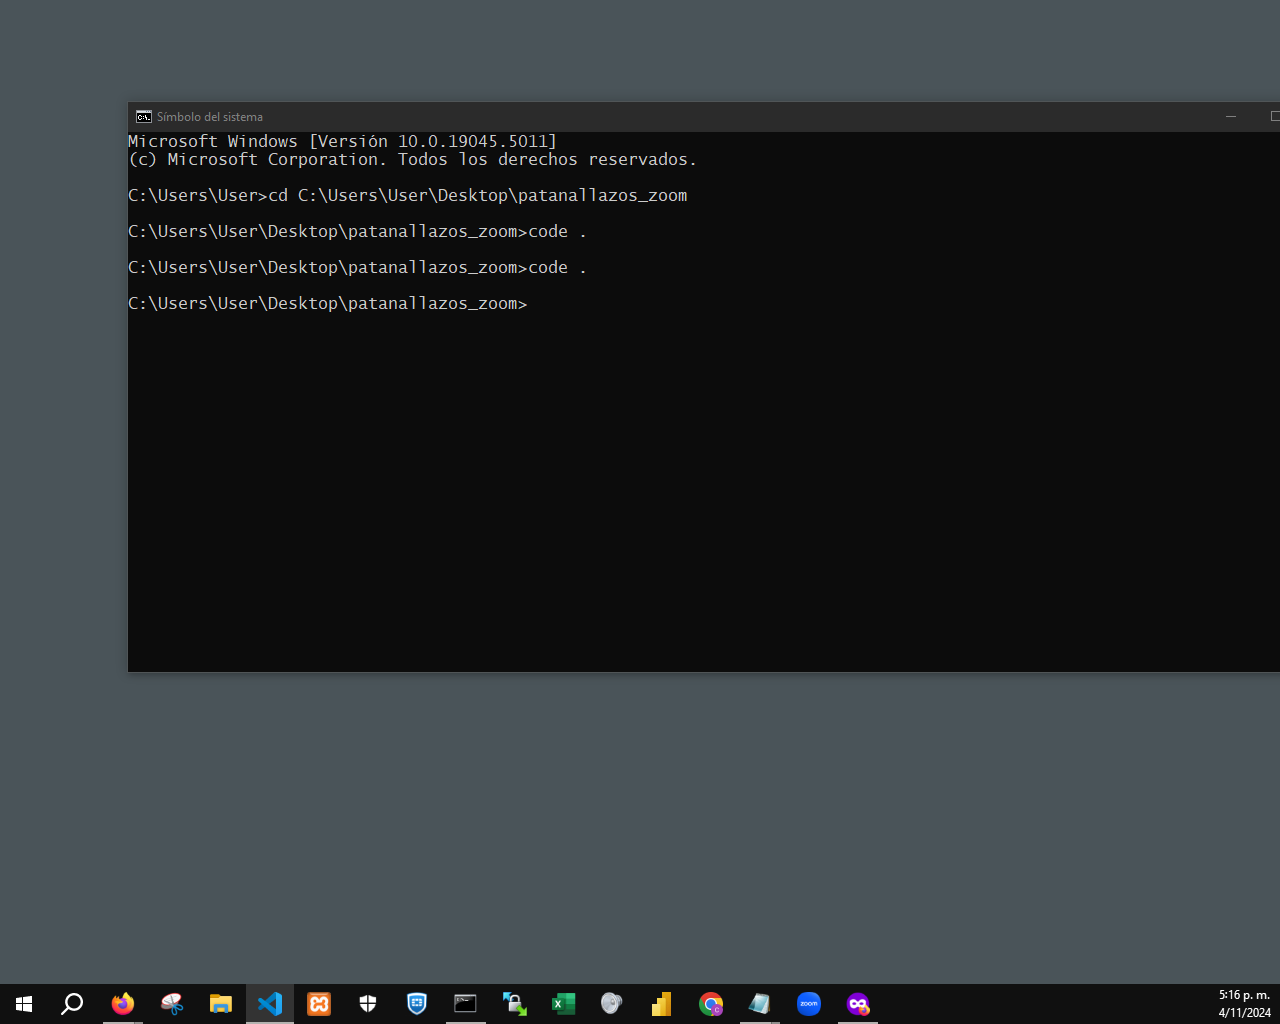 Símbolo del sistema
Microsoft Windows [Versión 10.0.19045.5011]
(c) Microsoft Corporation. Todos los derechos reservados.
C:\Users\User>cd C:\Users\User\Desktop\patanallazos_zoom
C:\Users\User\Desktop\patanallazos_zoom>code .
C:\Users\User\Desktop\patanallazos_zoom>code .
C:\Users\User\Desktop\patanallazos_zoom>
zoom
5:16 p. m.
4/11/2024